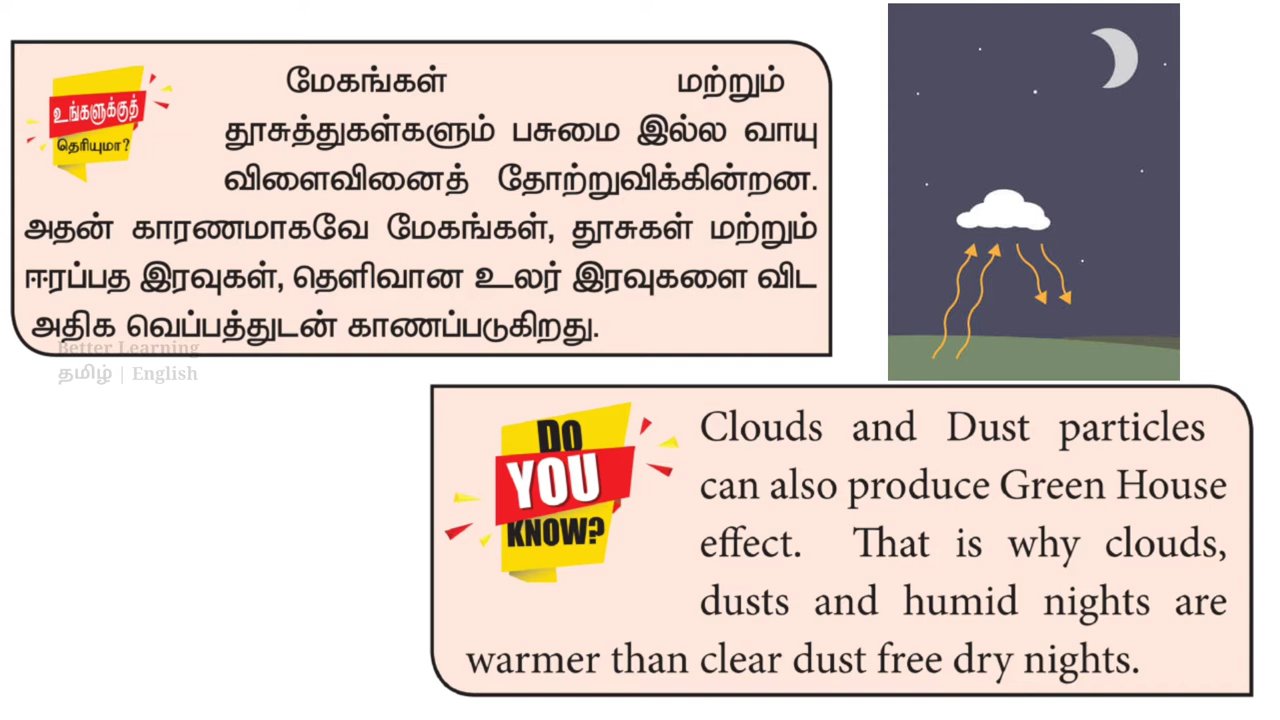 உங்களுக்குத்
தெரியுமா?
மேகங்கள் மற்றும்
தூசுத்துகள்களும் பசுமை இல்ல வாயு
விளைவினைத் தோற்றுவிக்கின்றன.
அதன் காரணமாகவே மேகங்கள், தூசுகள் மற்றும்
ஈரப்பத இரவுகள், தெளிவான உலர் இரவுகளை விட
அதிக வெப்பத்துடன் காணப்படுகிறது.
Better Learning
தமிழ் | English
DO
YOU
KNOW?
Clouds and Dust particles
can also produce Green House
effect. That is why clouds,
dusts and humid nights are
warmer than clear dust free dry nights.